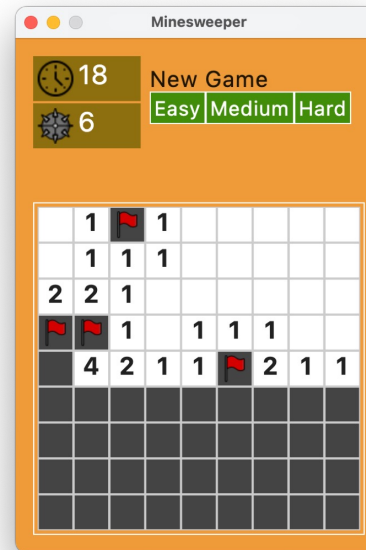 Minesweeper
18
New Game
6
Easy Medium Hard
1 1
1 1 1
2 2 1
1 1 1 1
4 2 1 1 2 1 1